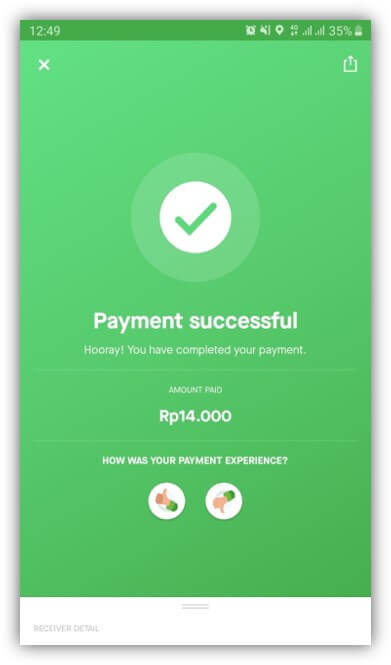 12:49
4G
35%
Payment successful
Hooray! You have completed your payment.
AMOUNT PAID
Rp14.000
HOW WAS YOUR PAYMENT EXPERIENCE?
RECEIVER DETAIL